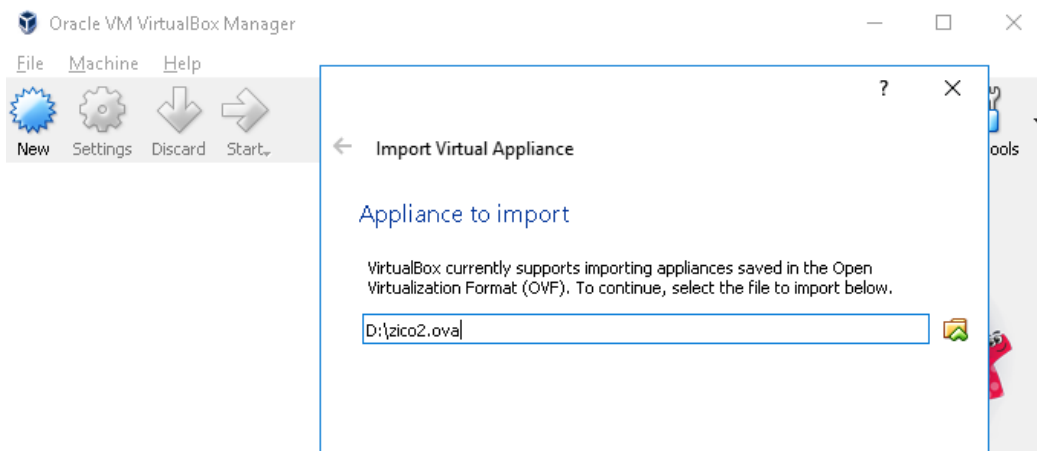 Oracle VM VirtualBox Manager
File Machine Help
New Settings Discard Start
ools
?
Import Virtual Appliance
Appliance to import
VirtualBox currently supports importing appliances saved in the Open
Virtualization Format (OVF). To continue, select the file to import below.
D:\zico2.ova